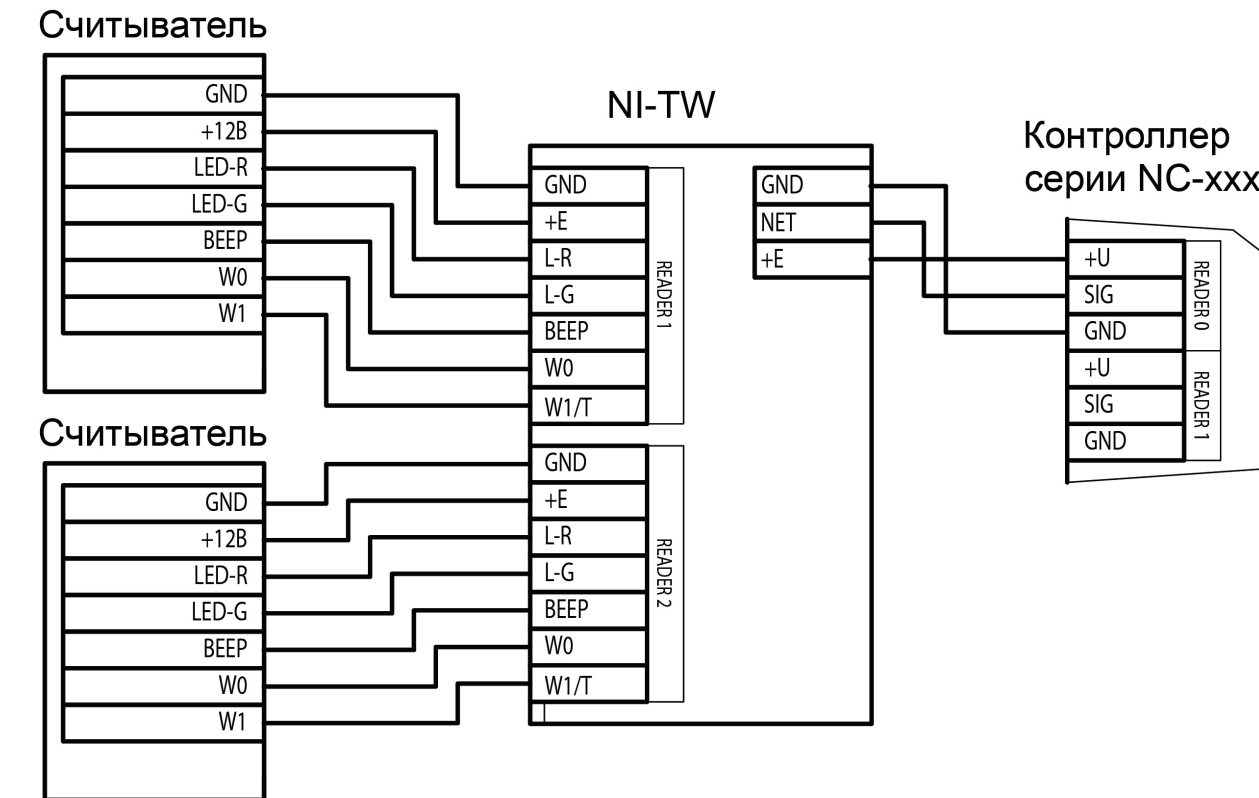 Считыватель
GND
+12В
LED-R
LED-G
BEEP
W0
W1
Считыватель
GND
+12В
LED-R
LED-G
BEEP
W0
W1
NI-TW
GND
+E
L-R
L-G
BEEP
W0
W1/T
READER 1
GND
+E
L-R
L-G
BEEP
W0
W1/T
READER 2
GND
NET
+E
Контроллер
серии NC-xxx
+U
SIG
GND
READER 0
+U
SIG
GND
READER 1